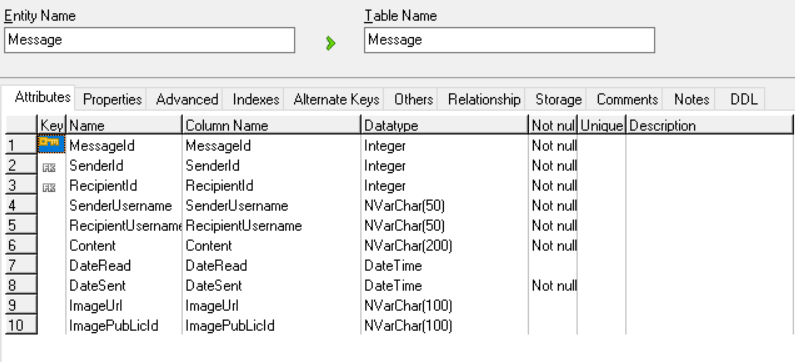 Entity Name Table Name
Message Message
Attributes Properties Advanced Indexes Alternate Keys Others Relationship Storage Comments Notes DDL
Key Name Column Name Datatype Not nul Unique Description
1 MessageId MessageId Integer Not null
2 FK SenderId SenderId Integer Not null
3 FK RecipientId RecipientId Integer Not null
4 SenderUsername SenderUsername NVarChar(50) Not null
5 RecipientUsername RecipientUsername NVarChar(50) Not null
6 Content Content NVarChar(200) Not null
7 DateRead DateRead DateTime
8 DateSent DateSent DateTime Not null
9 ImageUrl ImageUrl NVarChar(100)
10 ImagePubLicId ImagePubLicId NVarChar(100)